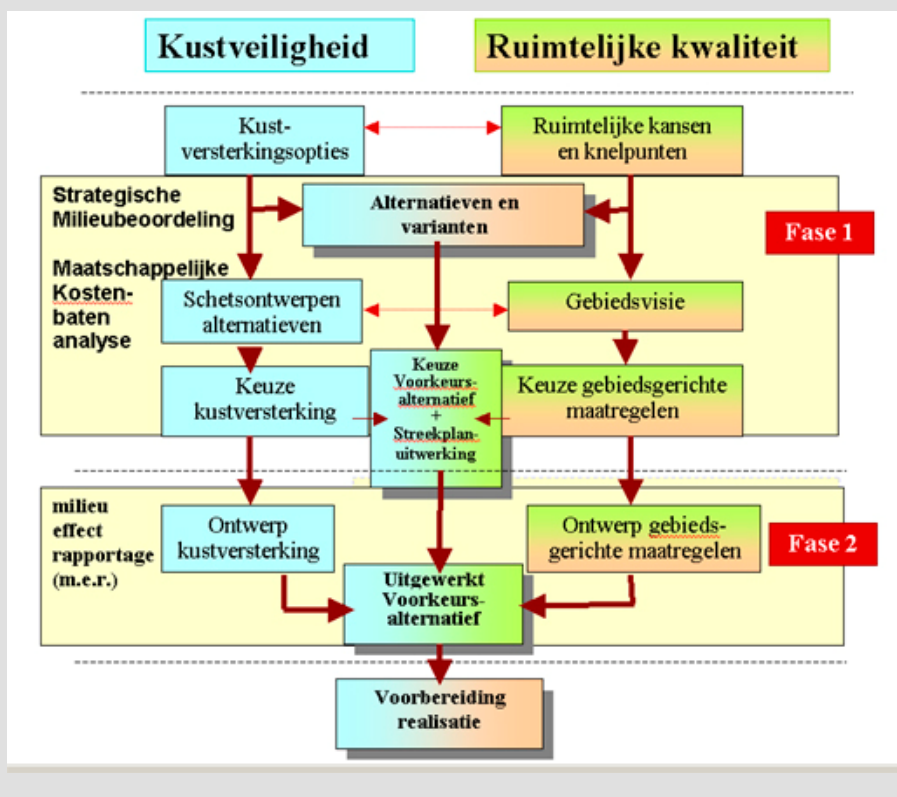 Kustveiligheid
Ruimtelijke kwaliteit
Kust-
versterkingsopties
Ruimtelijke kansen
en knelpunten
Strategische
Milieubeoordeling
Alternatieven en
varianten
Fase 1
Maatschappelijke
Kosten-
baten
analyse
Schetsontwerpen
alternatieven
Gebiedsvisie
Keuze
kustversterking
Keuze
Voorkeurs-
alternatief
+
Streekplan-
uitwerking
Keuze gebiedsgerichte
maatregelen
milieu
effect
rapportage
(m.e.r.)
Ontwerp
kustversterking
Ontwerp gebieds-
gerichte maatregelen
Fase 2
Uitgewerkt
Voorkeurs-
alternatief
Voorbereiding
realisatie